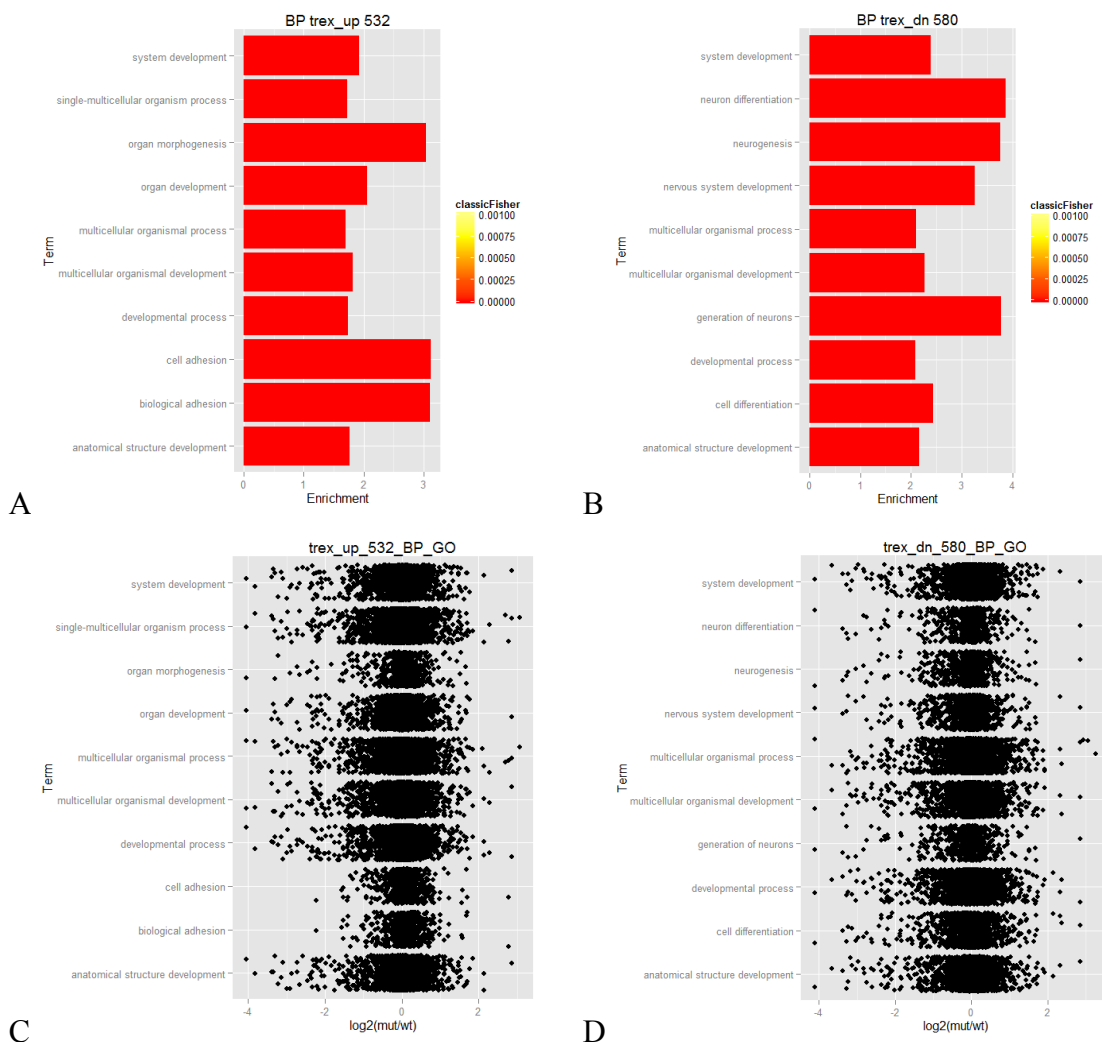 BP trex_up 532
system development
single-multicellular organism process
organ morphogenesis
organ development
multicellular organismal process
multicellular organismal development
developmental process
cell adhesion
biological adhesion
anatomical structure development
Term
0 1 2 3
Enrichment
classicFisher
0.00100
0.00075
0.00050
0.00025
0.00000
A
BP trex_dn 580
system development
neuron differentiation
neurogenesis
nervous system development
multicellular organismal process
multicellular organismal development
generation of neurons
developmental process
cell differentiation
anatomical structure development
Term
0 1 2 3 4
Enrichment
classicFisher
0.00100
0.00075
0.00050
0.00025
0.00000
B
trex_up_532_BP_GO
system development
single-multicellular organism process
organ morphogenesis
organ development
multicellular organismal process
multicellular organismal development
developmental process
cell adhesion
biological adhesion
anatomical structure development
Term
-4 -2 0 2
log2(mut/wt)
C
trex_dn_580_BP_GO
system development
neuron differentiation
neurogenesis
nervous system development
multicellular organismal process
multicellular organismal development
generation of neurons
developmental process
cell differentiation
anatomical structure development
Term
-4 -2 0 2
log2(mut/wt)
D